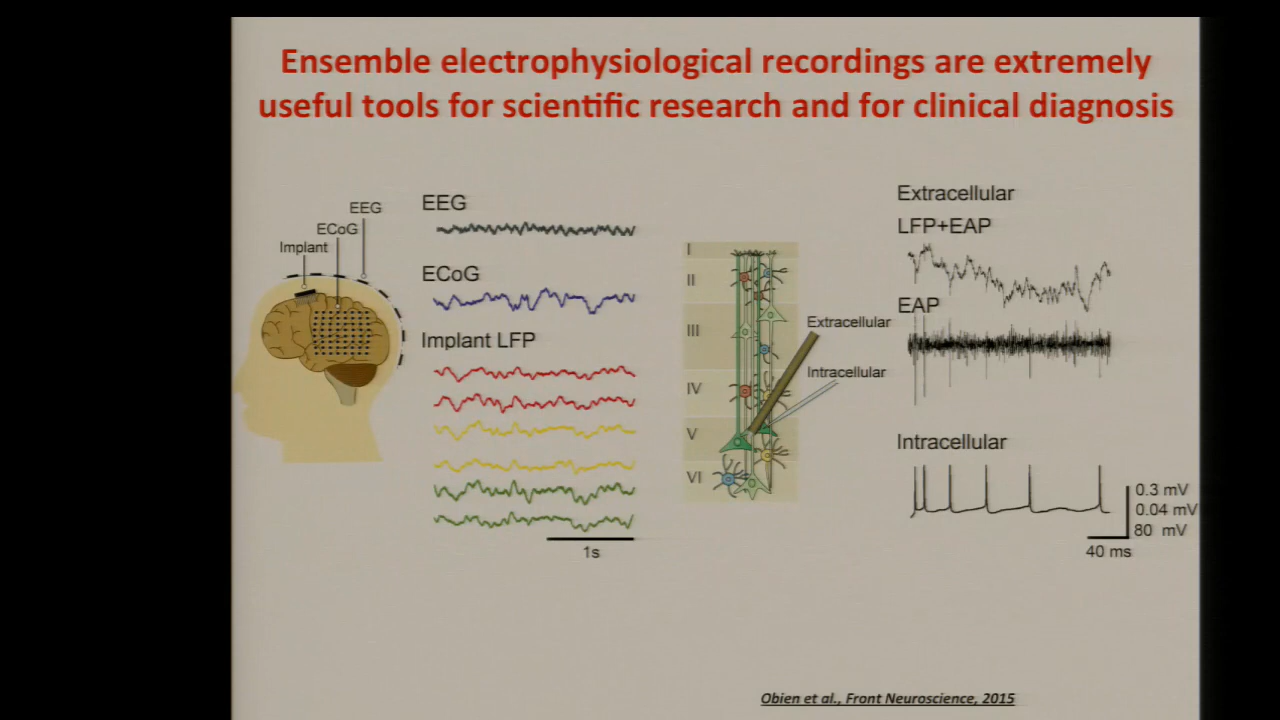 Ensemble electrophysiological recordings are extremely
useful tools for scientific research and for clinical diagnosis
EEG
ECoG
Implant
EEG
ECoG
Implant LFP
1s
I
II
III
IV
V
VI
Extracellular
Intracellular
Extracellular
LFP+EAP
EAP
Intracellular
0.3 mV
0.04 mV
80 mV
40 ms
Obien et al., Front Neuroscience, 2015